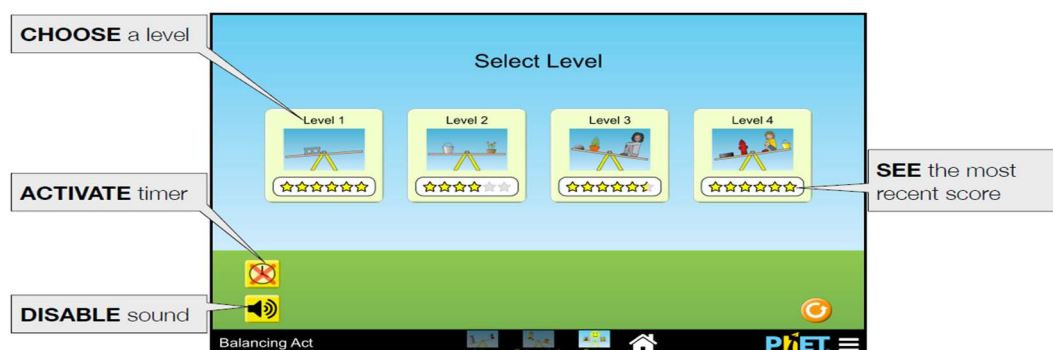 CHOOSE a level
Select Level
Level 1
Level 2
Level 3
Level 4
SEE the most
recent score
ACTIVATE timer
DISABLE sound
Balancing Act
PhET